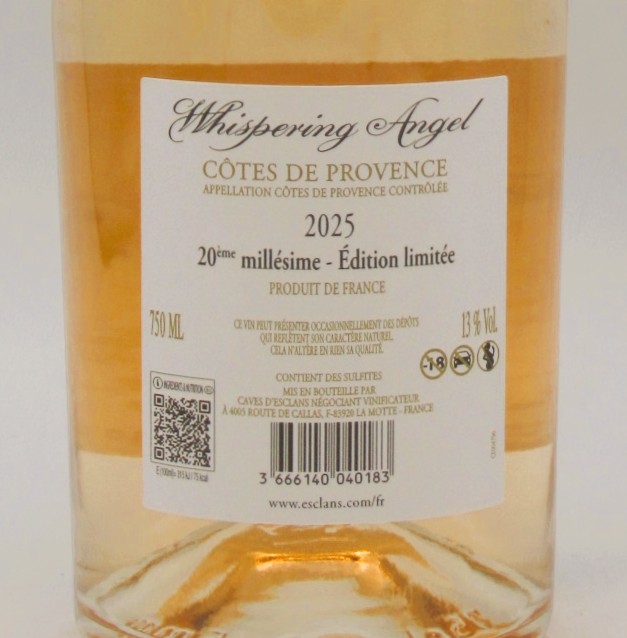 Whispering Angel
CÔTES DE PROVENCE
APPELLATION CÔTES DE PROVENCE CONTRÔLÉE
2025
20ème millésime - Édition limitée
PRODUIT DE FRANCE
750 ML
CE VIN PEUT PRÉSENTER OCCASIONNELLEMENT DES DÉPÔTS
QUI REFLÈTENT SON CARACTÈRE NATUREL.
CELA N'ALTÈRE EN RIEN SA QUALITÉ.
13 % Vol.
-18
CONTIENT DES SULFITES
MIS EN BOUTEILLE PAR
CAVES D'ESCLANS NÉGOCIANT VINIFICATEUR
À 4005 ROUTE DE CALLAS, F-83920 LA MOTTE - FRANCE
INGREDIENT & NUTRITION
E (100ml)=
3 666140 040183
www.esclans.com/fr